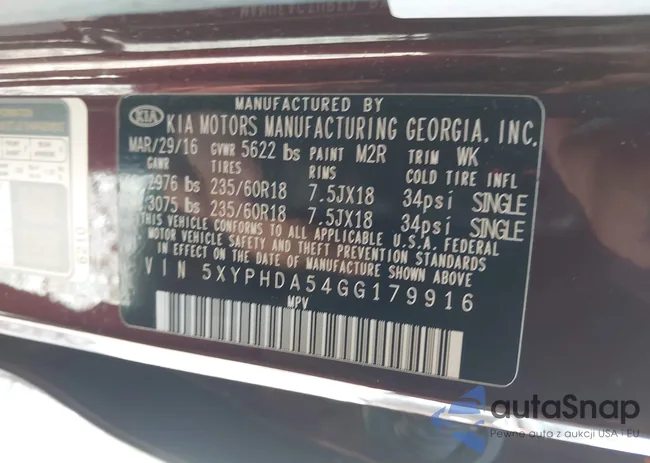 MANUFACTURED BY
KIA KIA MOTORS MANUFACTURING GEORGIA, INC.
MAR/29/16 GVWR 5622 lbs PAINT M2R TRIM WK
GAWR TIRES RIMS COLD TIRE INFL
2976 lbs 235/60R18 7.5JX18 34psi SINGLE
3075 lbs 235/60R18 7.5JX18 34psi SINGLE
THIS VEHICLE CONFORMS TO ALL APPLICABLE U.S.A. FEDERAL
MOTOR VEHICLE SAFETY AND THEFT PREVENTION STANDARDS
IN EFFECT ON THE DATE OF MANUFACTURE SHOWN ABOVE.
VIN 5XYPHDA54GG179916
MPV
autaSnap
Pewne auto z aukcji USA i EU